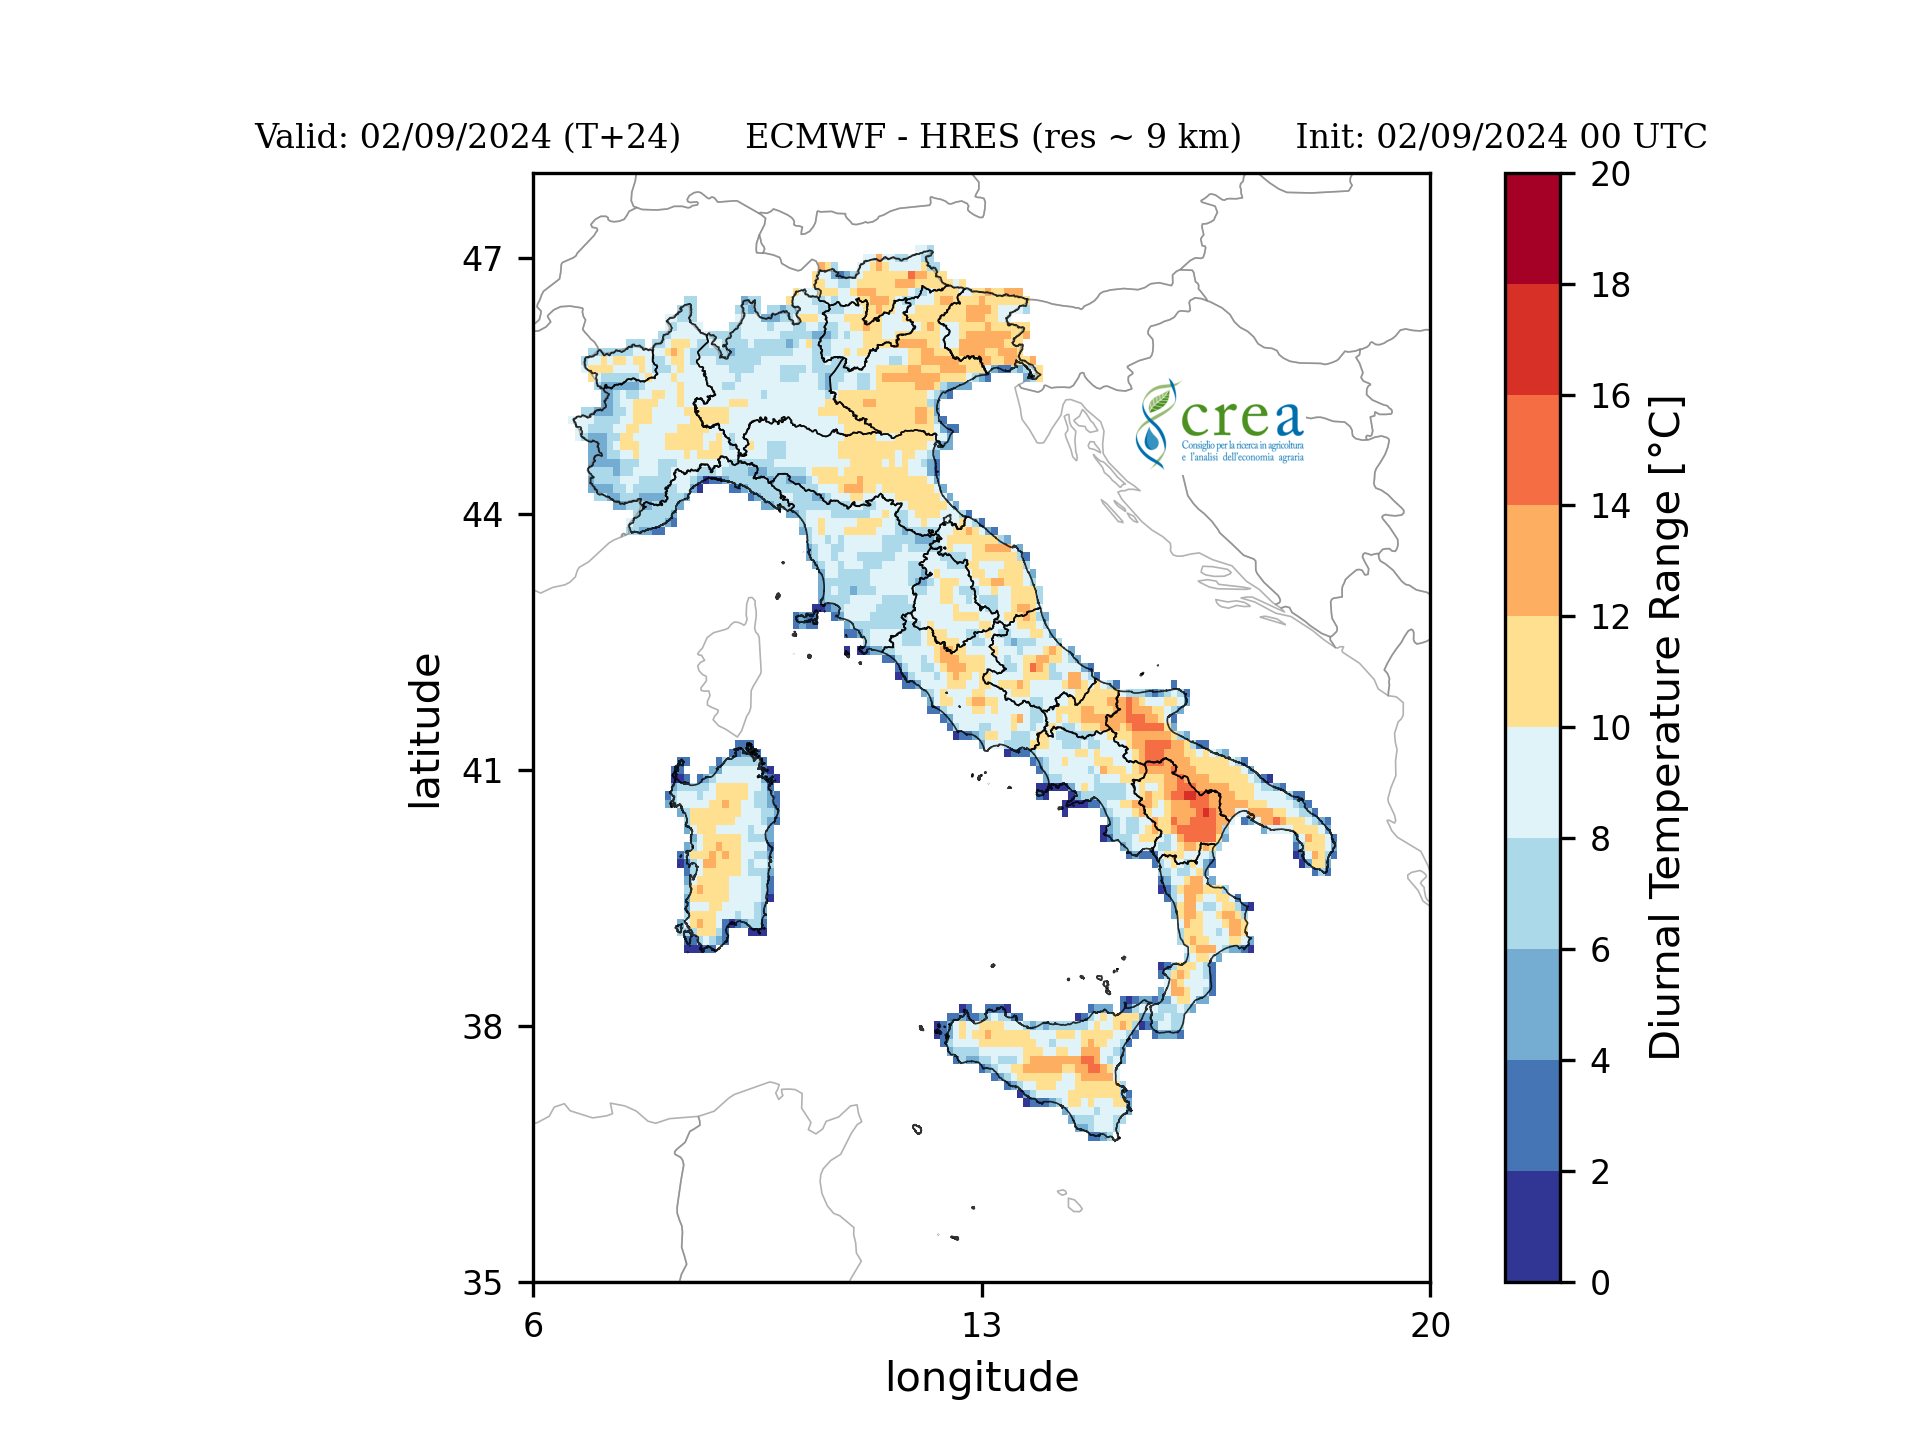 Valid: 02/09/2024 (T+24) ECMWF - HRES (res ~ 9 km) Init: 02/09/2024 00 UTC
47
44
41
38
35
6 13 20
latitude
longitude
crea
Consiglio per la ricerca in agricoltura
e l'analisi dell'economia agraria
20
18
16
14
12
10
8
6
4
2
0
Diurnal Temperature Range [°C]